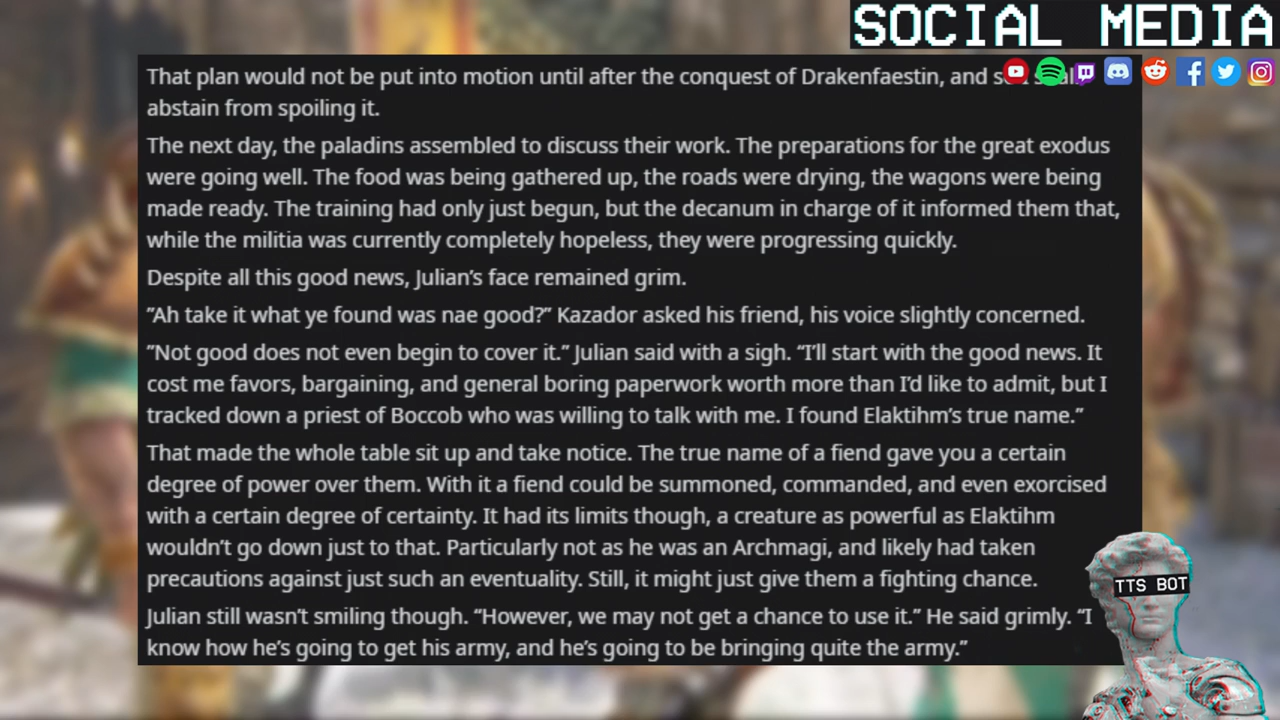 SOCIAL MEDIA
That plan would not be put into motion until after the conquest of Drakenfaestin, and
abstain from spoiling it.
The next day, the paladins assembled to discuss their work. The preparations for the great exodus
were going well. The food was being gathered up, the roads were drying, the wagons were being
made ready. The training had only just begun, but the decanum in charge of it informed them that,
while the militia was currently completely hopeless, they were progressing quickly.
Despite all this good news, Julian’s face remained grim.
”Ah take it what ye found was nae good?” Kazador asked his friend, his voice slightly concerned.
”Not good does not even begin to cover it.” Julian said with a sigh. “I’ll start with the good news. It
cost me favors, bargaining, and general boring paperwork worth more than I’d like to admit, but I
tracked down a priest of Boccob who was willing to talk with me. I found Elaktihm’s true name.”
That made the whole table sit up and take notice. The true name of a fiend gave you a certain
degree of power over them. With it a fiend could be summoned, commanded, and even exorcised
with a certain degree of certainty. It had its limits though, a creature as powerful as Elaktihm
wouldn’t go down just to that. Particularly not as he was an Archmagi, and likely had taken
precautions against just such an eventuality. Still, it might just give them a fighting chance.
Julian still wasn’t smiling though. “However, we may not get a chance to use it.” He said grimly. “I
know how he’s going to get his army, and he’s going to be bringing quite the army.”
TTS BOT